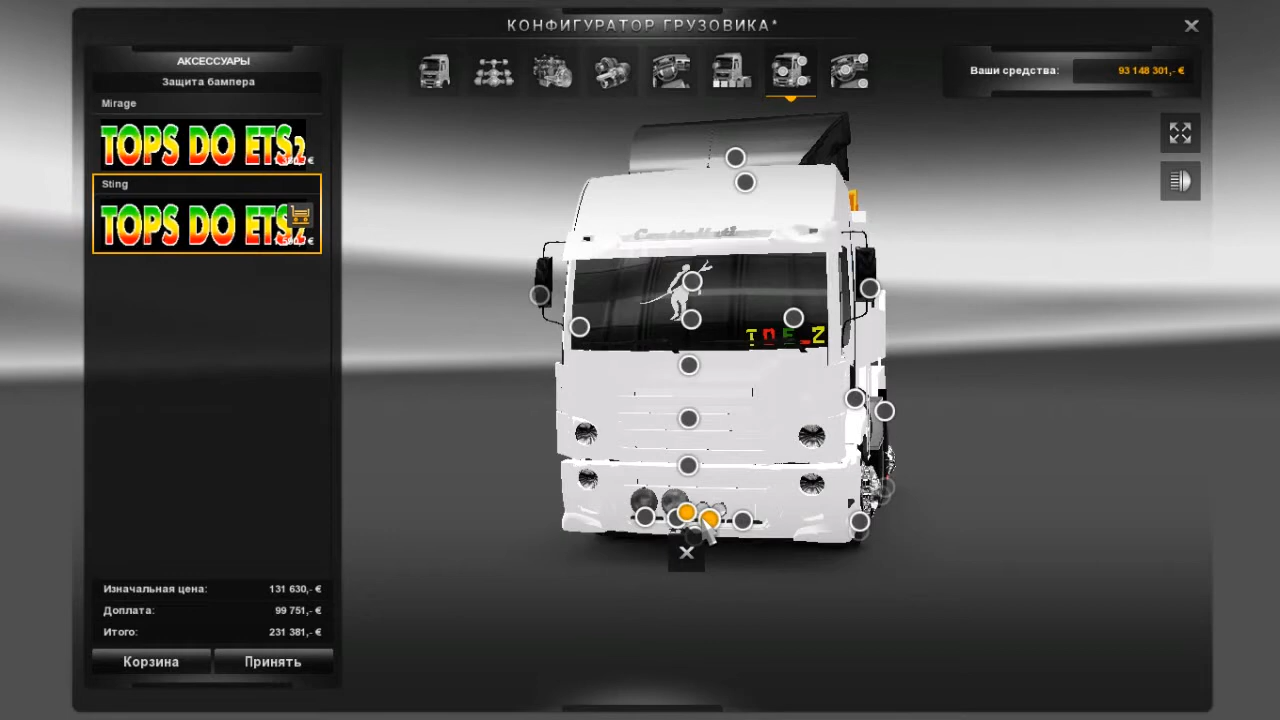 КОНФИГУРАТОР ГРУЗОВИКА*
АКСЕССУАРЫ
Защита бампера
Mirage
TOPS DO ETS2
Sting
TOPS DO ETS2
Изначальная цена: 131 630,- €
Доплата: 99 751,- €
Итого: 231 381,- €
Корзина Принять
Ваши средства: 93 148 301,- €